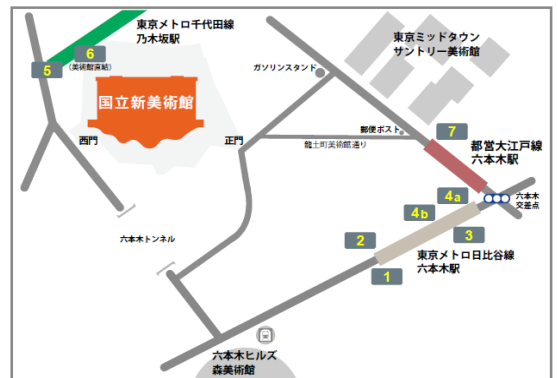 東京メトロ千代田線
乃木坂駅
6
(美術館直結)
5
国立新美術館
西門
正門
東京ミッドタウン
サントリー美術館
ガソリンスタンド
郵便ポスト
龍土町美術館通り
7
都営大江戸線
六本木駅
4a
六本木
交差点
4b
3
2
1
東京メトロ日比谷線
六本木駅
六本木トンネル
六本木ヒルズ
森美術館